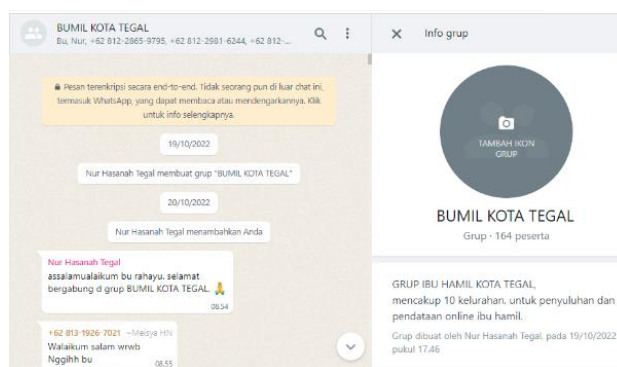 BUMIL KOTA TEGAL
Bu, Nur, +62 812-2865-9795, +62 812-2981-6244, +62 812-...
Pesan terenkripsi secara end-to-end. Tidak seorang pun di luar chat ini,
termasuk WhatsApp, yang dapat membaca atau mendengarkannya. Klik
untuk info selengkapnya.
19/10/2022
Nur Hasanah Tegal membuat grup "BUMIL KOTA TEGAL"
20/10/2022
Nur Hasanah Tegal menambahkan Anda
Nur Hasanah Tegal
assalamualaikum bu rahayu, selamat
bergabung d grup BUMIL KOTA TEGAL. 🙏
08.54
+62 813-1926-7021 ~Meisya HN
Walaikum salam wrwb
Nggihh bu
08.55
Info grup
TAMBAH IKON
GRUP
BUMIL KOTA TEGAL
Grup · 164 peserta
GRUP IBU HAMIL KOTA TEGAL,
mencakup 10 kelurahan. untuk penyuluhan dan
pendataan online ibu hamil.
Grup dibuat oleh Nur Hasanah Tegal, pada 19/10/2022
pukul 17.46